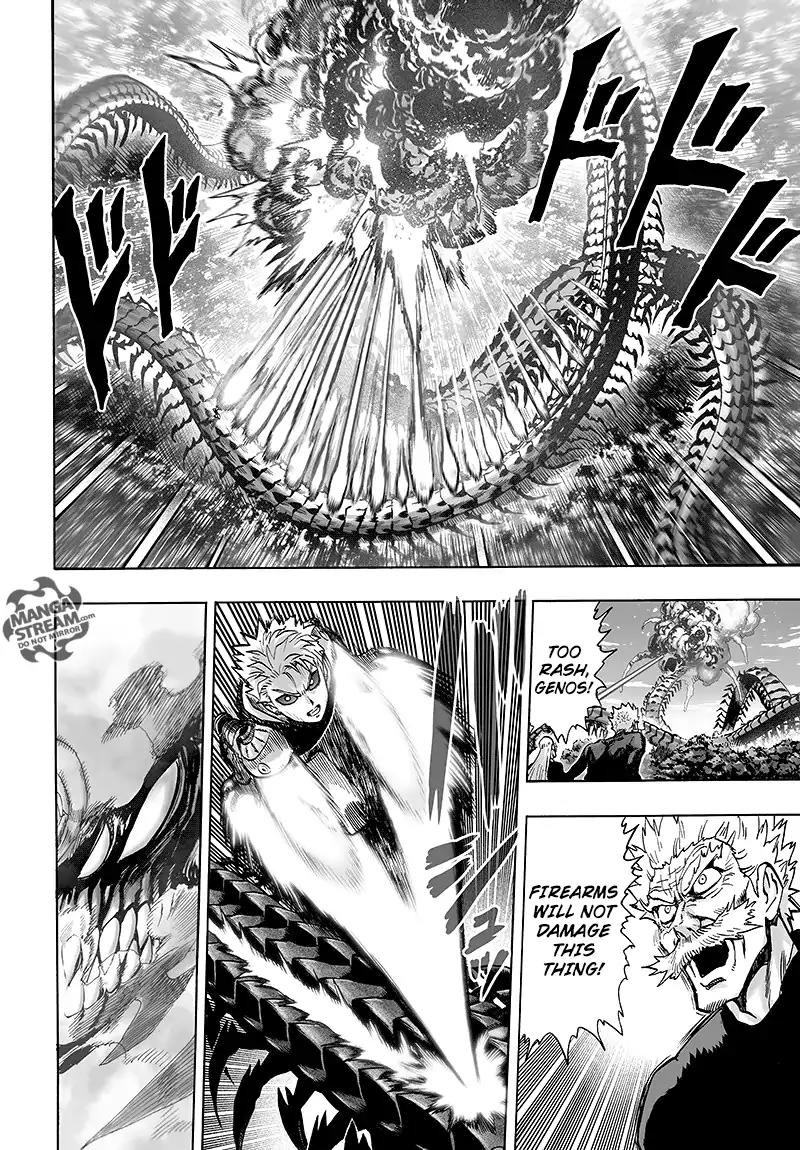 ドドド
ドド
TOO
RASH,
GENOS!
FIREARMS
WILL NOT
DAMAGE
THIS
THING!
MANGA
STREAM.com
DO NOT MIRROR